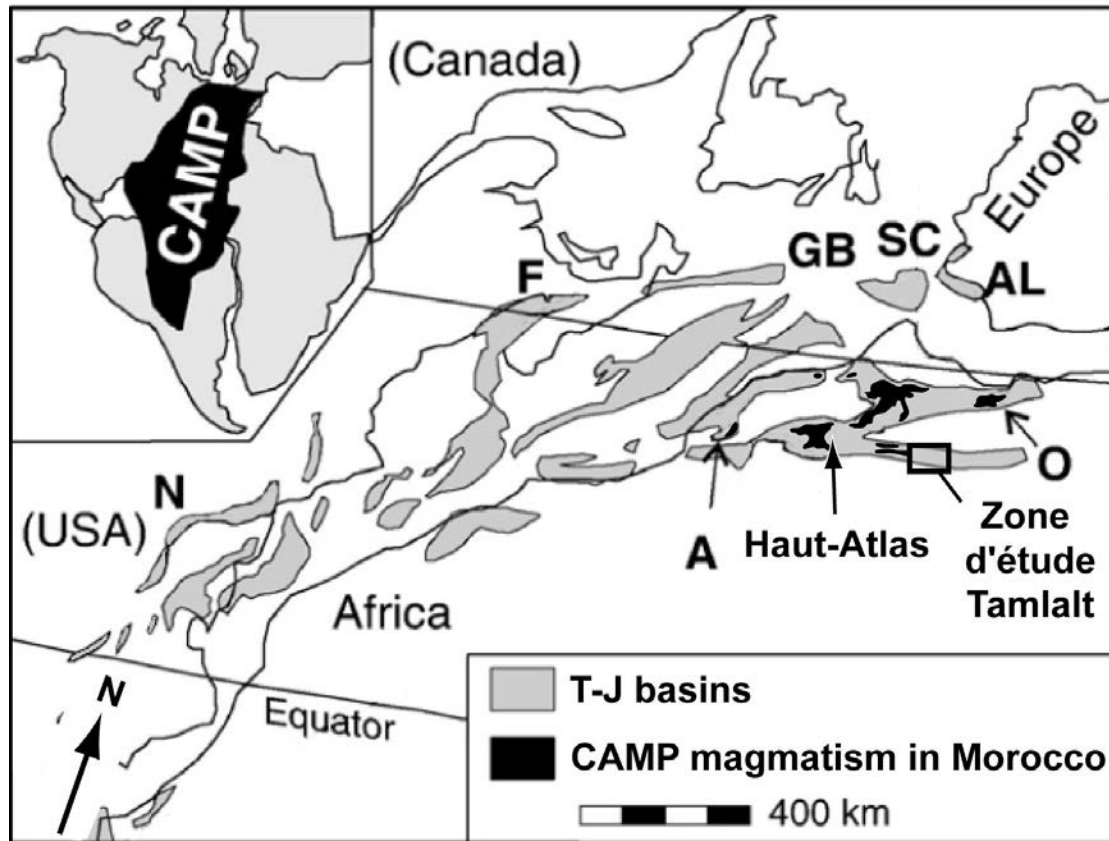 (Canada)
CAMP
Europe
GB
SC
F
AL
N
(USA)
A
Haut-Atlas
O
Zone
d'étude
Tamlalt
Africa
N
Equator
T-J basins
CAMP magmatism in Morocco
400 km